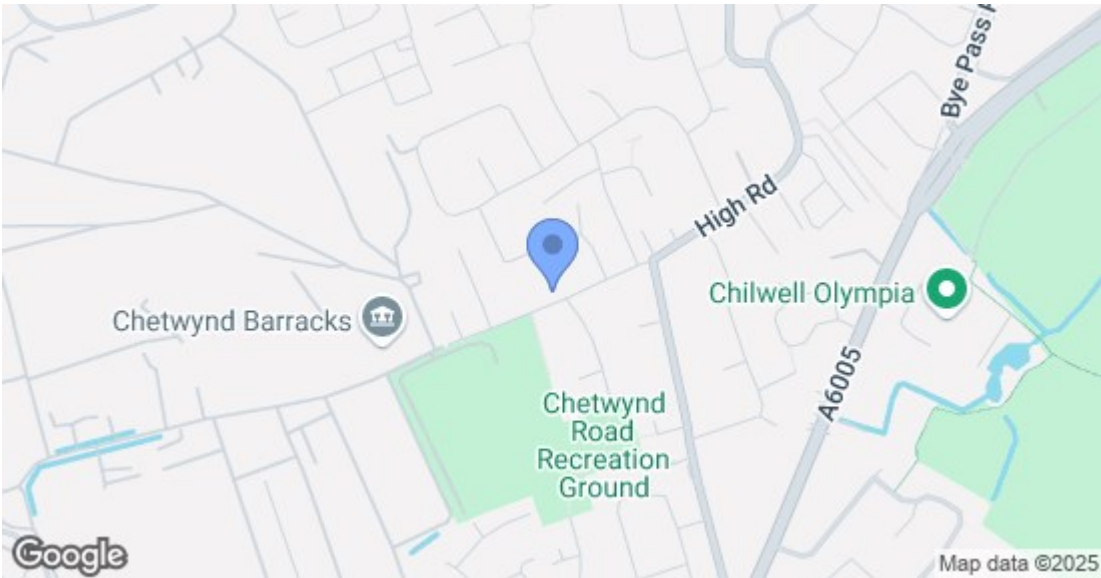 Bye Pass R
High Rd
Chilwell Olympia
Chetwynd Barracks
A6005
Chetwynd
Road
Recreation
Ground
Google
Map data ©2025